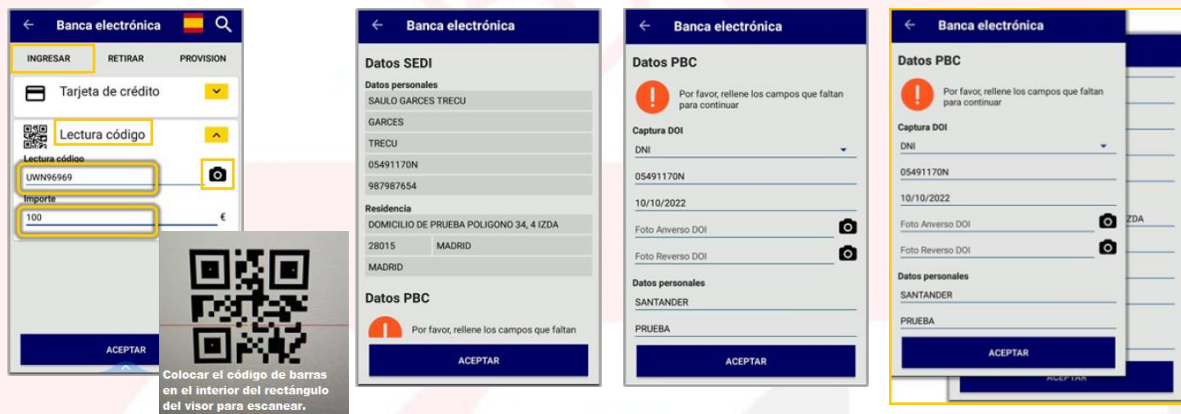 Banca electrónica
INGRESAR RETIRAR PROVISION
Tarjeta de crédito
Lectura código
Lectura código
UWN96969
Importe
100 €
ACEPTAR
Colocar el código de barras
en el interior del rectángulo
del visor para escanear.
Banca electrónica
Datos SEDI
Datos personales
SAULO GARCES TRECU
GARCES
TRECU
05491170N
987987654
Residencia
DOMICILIO DE PRUEBA POLIGONO 34, 4 IZDA
28015 MADRID
MADRID
Datos PBC
Por favor, rellene los campos que faltan
ACEPTAR
Banca electrónica
Datos PBC
Por favor, rellene los campos que faltan
para continuar
Captura DOI
DNI
05491170N
10/10/2022
Foto Anverso DOI
Foto Reverso DOI
Datos personales
SANTANDER
PRUEBA
ACEPTAR
Banca electrónica
Datos PBC
Por favor, rellene los campos que faltan
para continuar
Captura DOI
DNI
05491170N
10/10/2022
Foto Anverso DOI
Foto Reverso DOI
Datos personales
SANTANDER
PRUEBA
ACEPTAR
ZDA
ACEPTAR